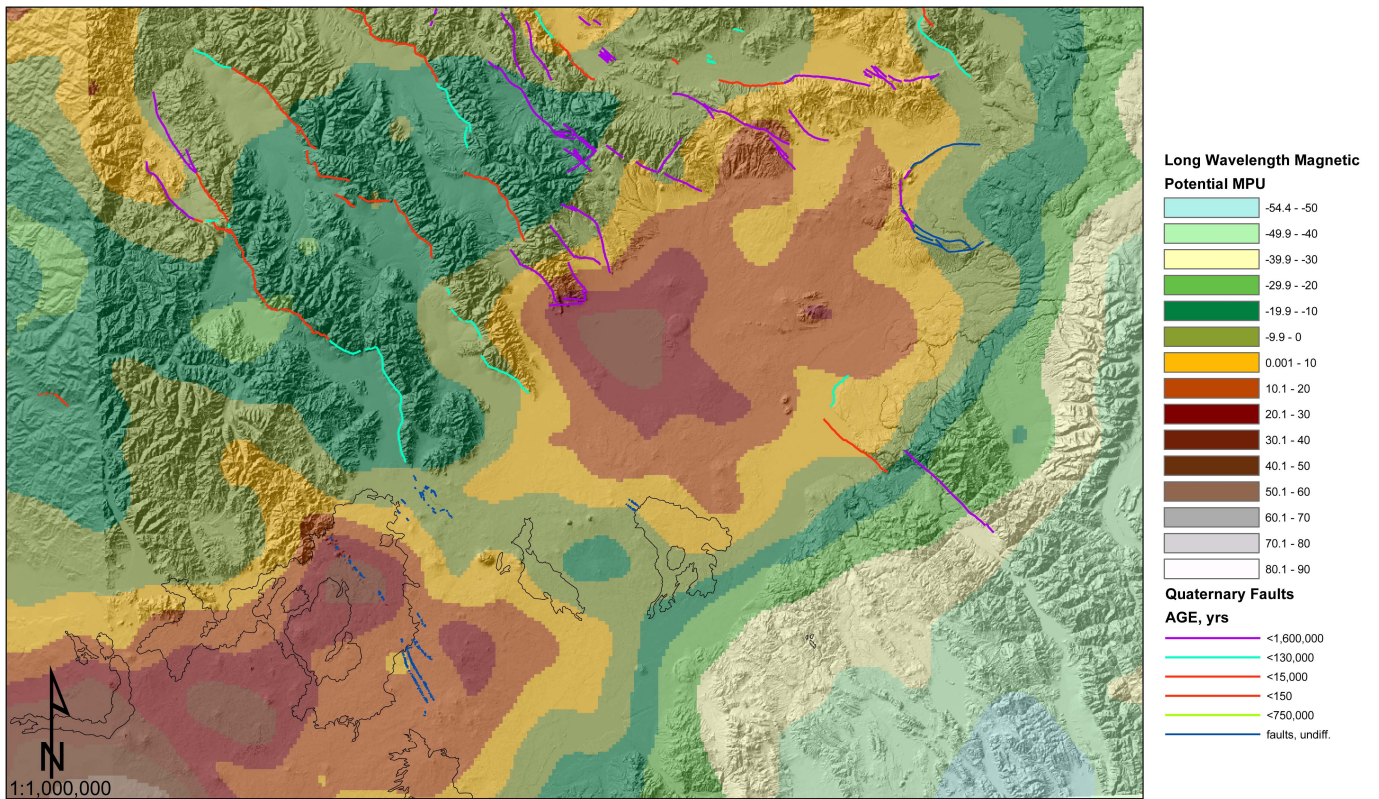 Long Wavelength Magnetic
Potential MPU
-54.4 - -50
-49.9 - -40
-39.9 - -30
-29.9 - -20
-19.9 - -10
-9.9 - 0
0.001 - 10
10.1 - 20
20.1 - 30
30.1 - 40
40.1 - 50
50.1 - 60
60.1 - 70
70.1 - 80
80.1 - 90
Quaternary Faults
AGE, yrs
<1,600,000
<130,000
<15,000
<150
<750,000
faults, undiff.
N
1:1,000,000